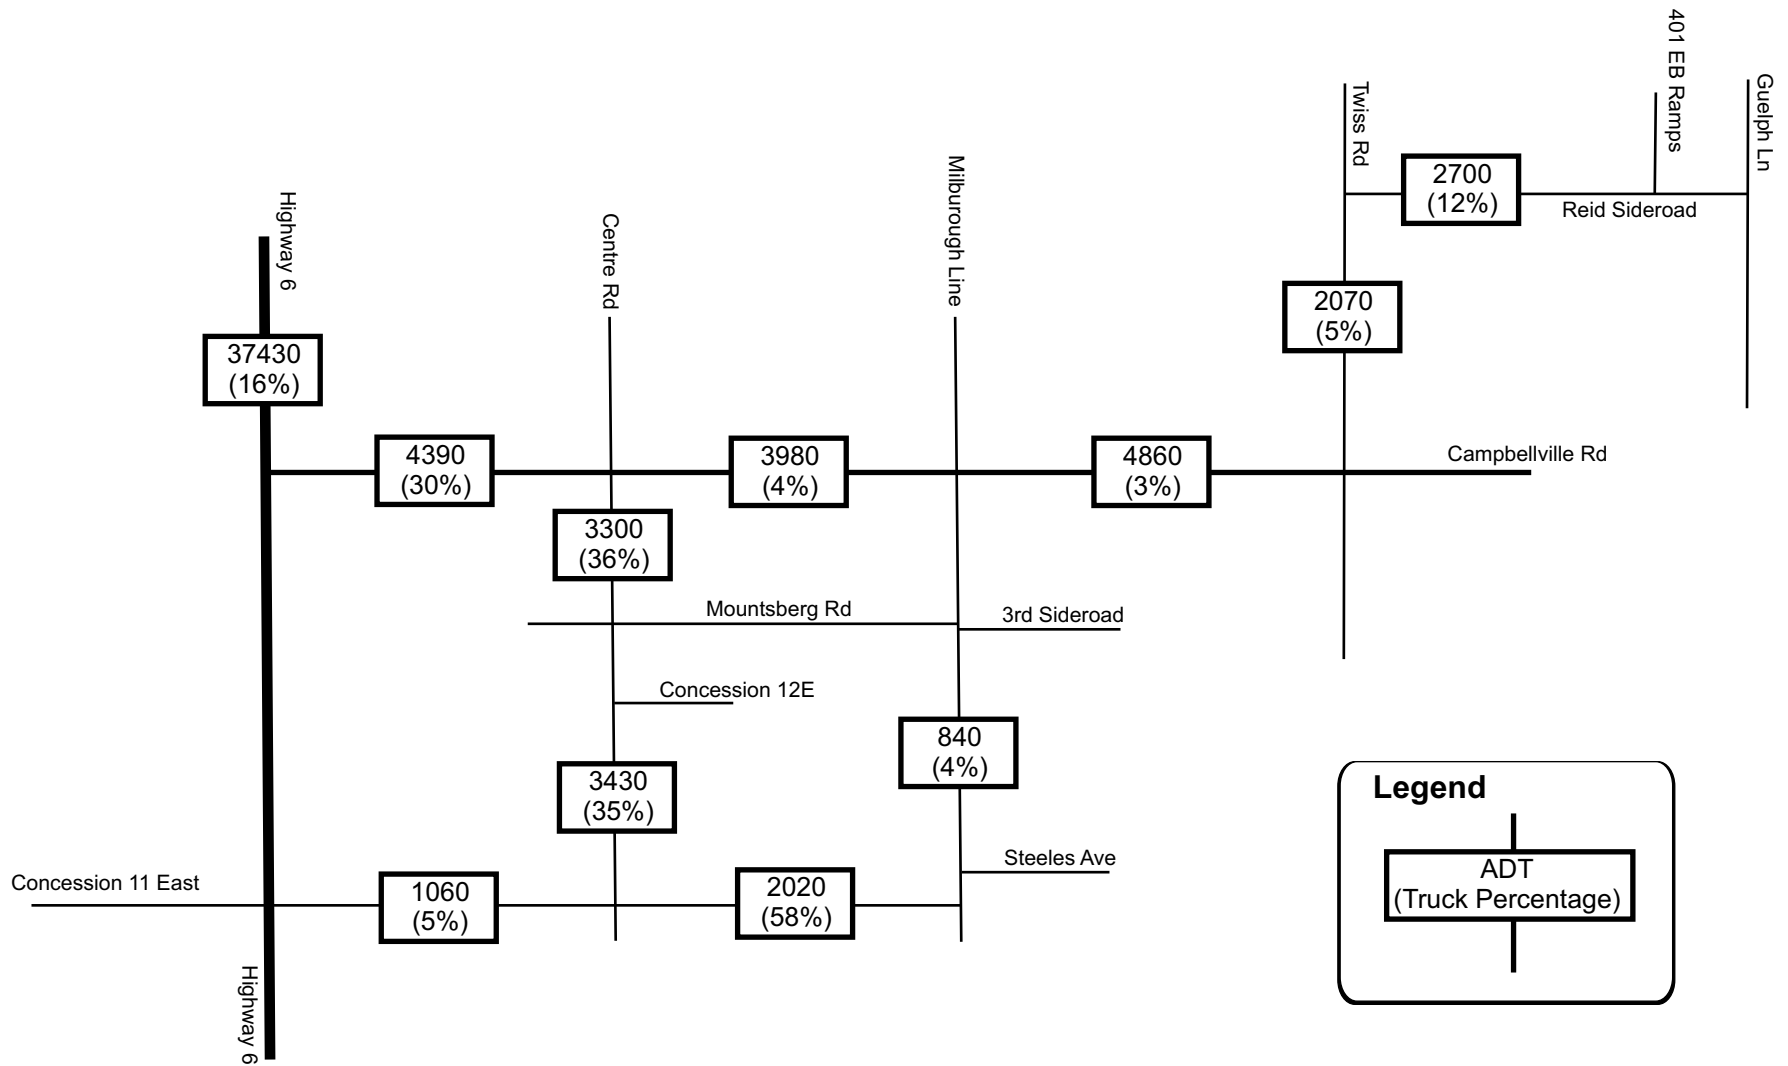 401 EB Ramps
Guelph Ln
Twiss Rd
2700
(12%)
Reid Sideroad
Milburough Line
Highway 6
Centre Rd
2070
(5%)
37430
(16%)
4390
(30%)
3980
(4%)
4860
(3%)
Campbellville Rd
3300
(36%)
Mountsberg Rd
3rd Sideroad
Concession 12E
840
(4%)
3430
(35%)
Legend
ADT
(Truck Percentage)
Steeles Ave
Concession 11 East
1060
(5%)
2020
(58%)
Highway 6